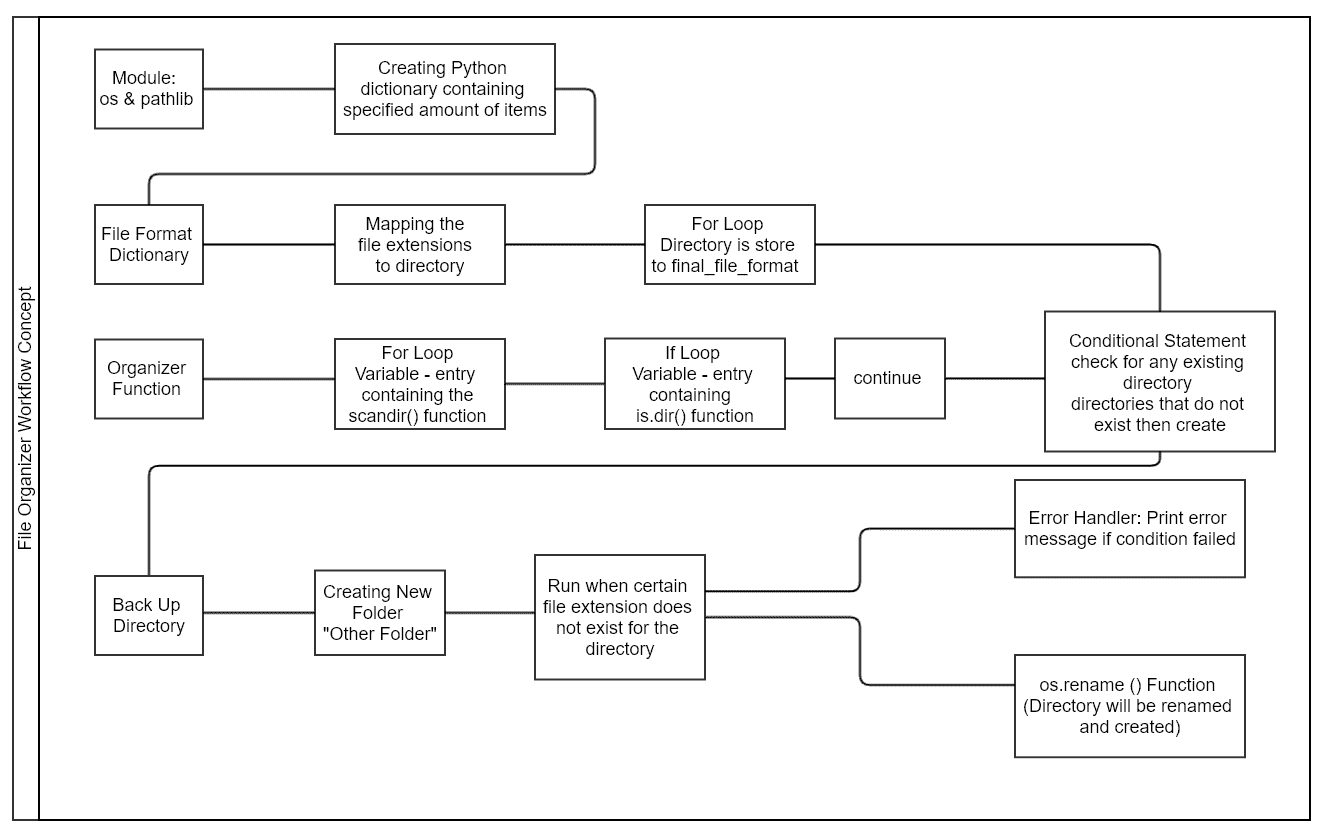 File Organizer Workflow Concept
Module:
os & pathlib
Creating Python
dictionary containing
specified amount of items
File Format
Dictionary
Mapping the
file extensions
to directory
For Loop
Directory is store
to final_file_format
Organizer
Function
For Loop
Variable - entry
containing the
scandir() function
If Loop
Variable - entry
containing
is.dir() function
continue
Conditional Statement
check for any existing
directory
directories that do not
exist then create
Back Up
Directory
Creating New
Folder
"Other Folder"
Run when certain
file extension does
not exist for the
directory
Error Handler: Print error
message if condition failed
os.rename () Function
(Directory will be renamed
and created)